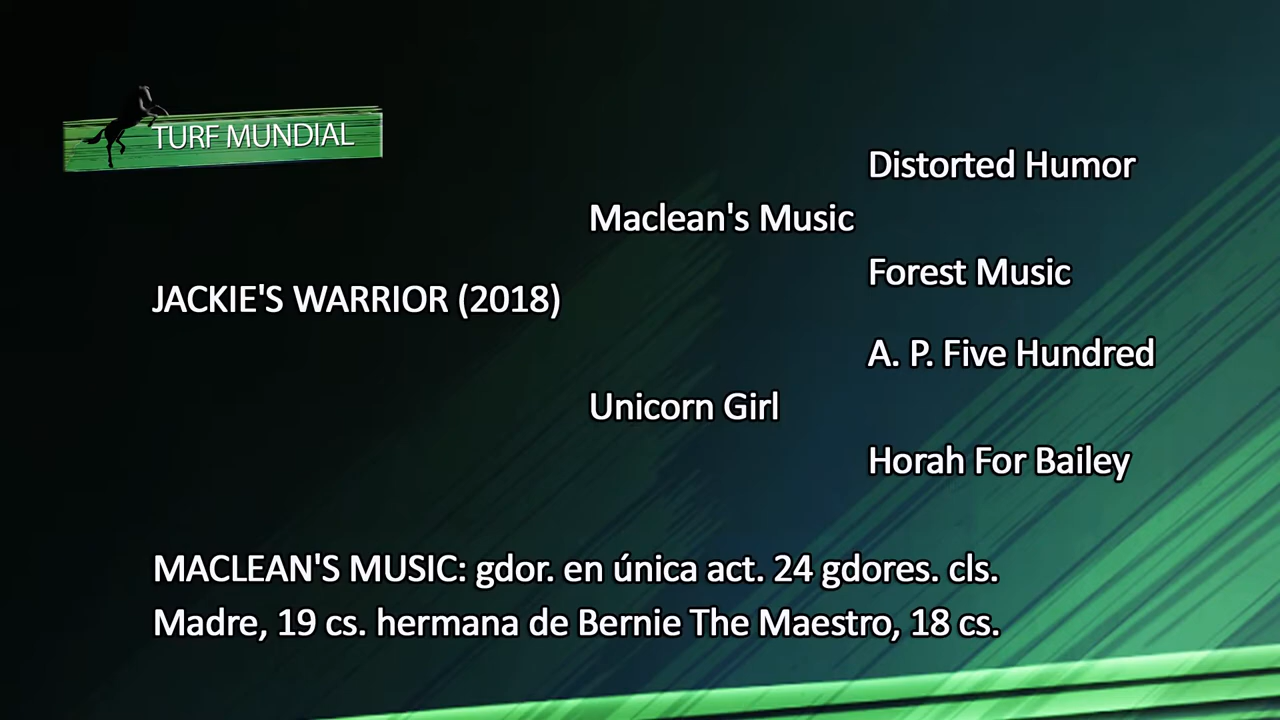 TURF MUNDIAL
Distorted Humor
Maclean's Music
Forest Music
JACKIE'S WARRIOR (2018)
A. P. Five Hundred
Unicorn Girl
Horah For Bailey
MACLEAN'S MUSIC: gdor. en única act. 24 gdores. cls.
Madre, 19 cs. hermana de Bernie The Maestro, 18 cs.